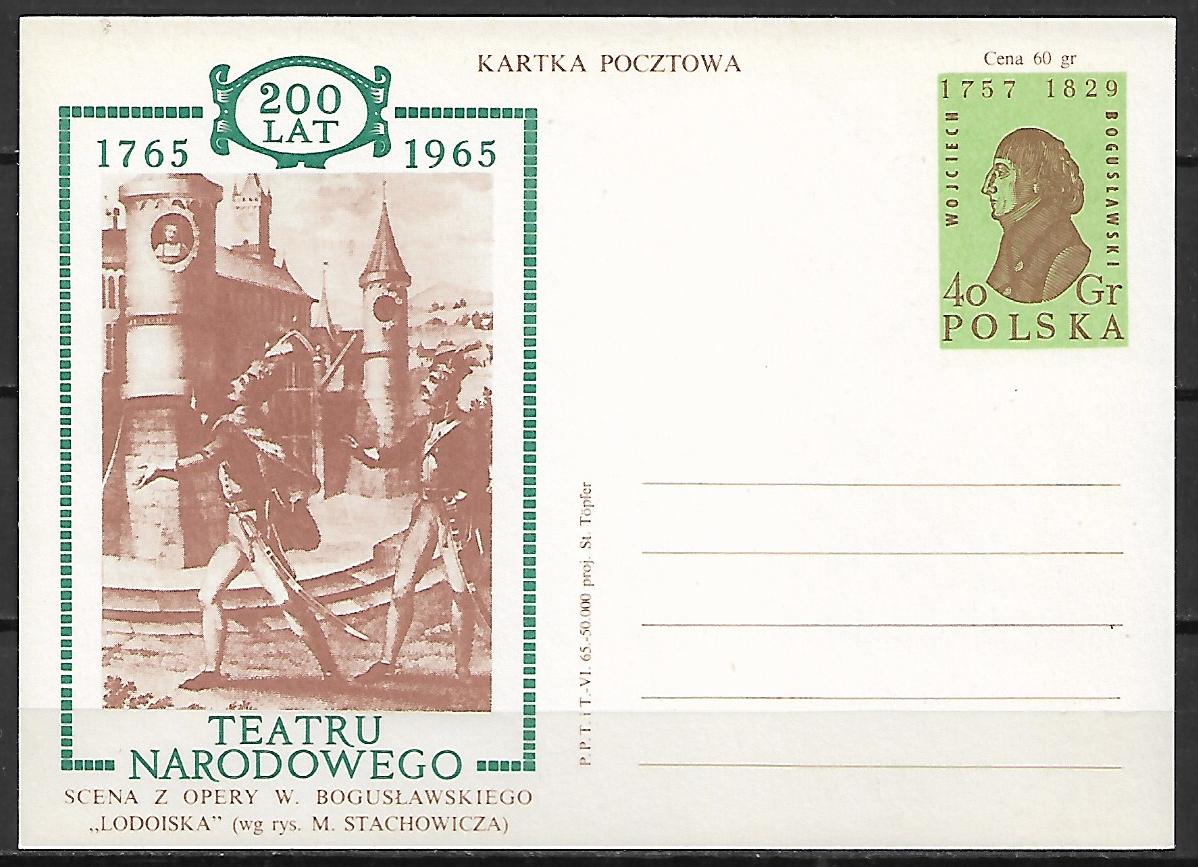 KARTKA POCZTOWA
Cena 60 gr
1757 1829
WOJCIECH
BOGUSŁAWSKI
40 Gr
POLSKA
200
LAT
1765 1965
TEATRU
NARODOWEGO
SCENA Z OPERY W. BOGUSŁAWSKIEGO
„LODOISKA” (wg rys. M. STACHOWICZA)
P. P. T. i T.-VI. 65.-50.000 proj. St. Töpfer